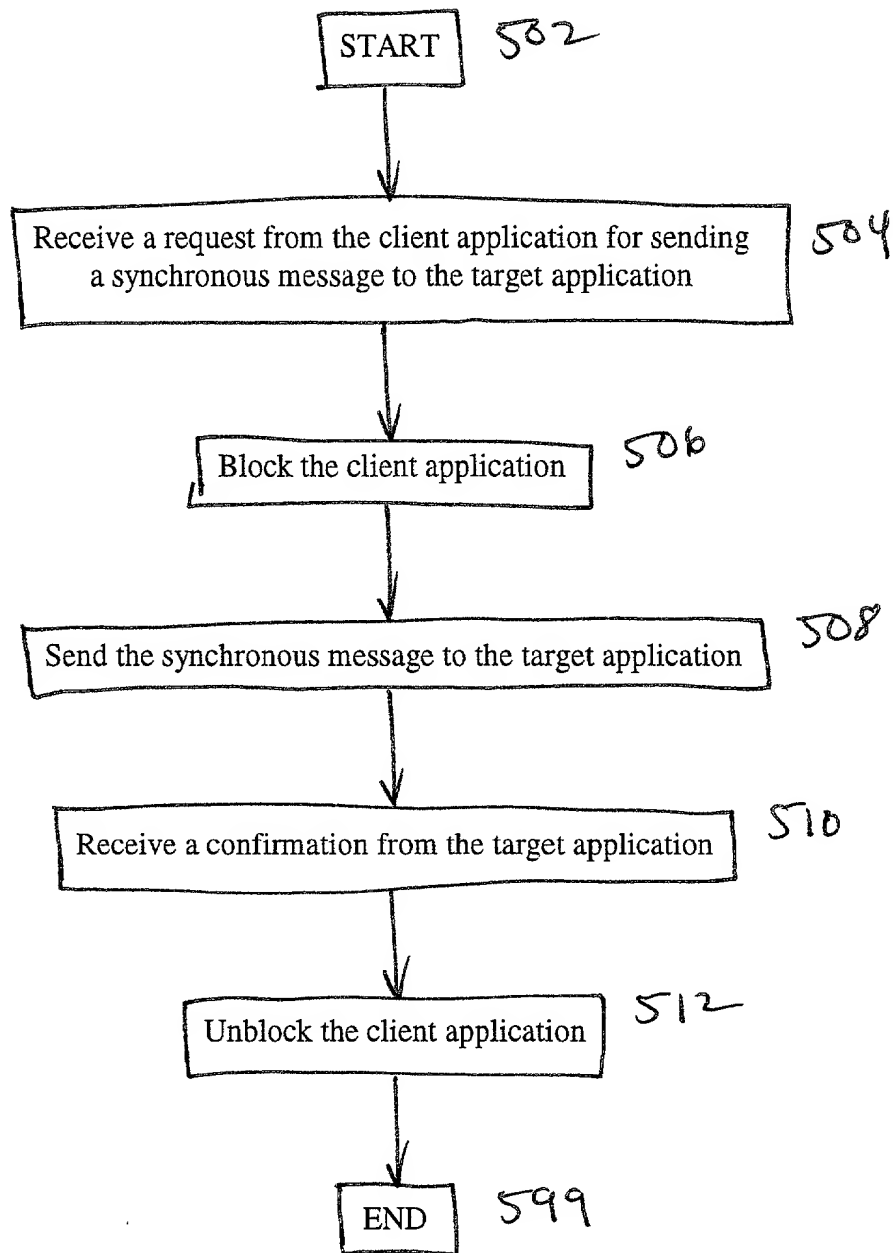 START 502
Receive a request from the client application for sending 504
a synchronous message to the target application
Block the client application 506
Send the synchronous message to the target application 508
Receive a confirmation from the target application 510
Unblock the client application 512
END 599